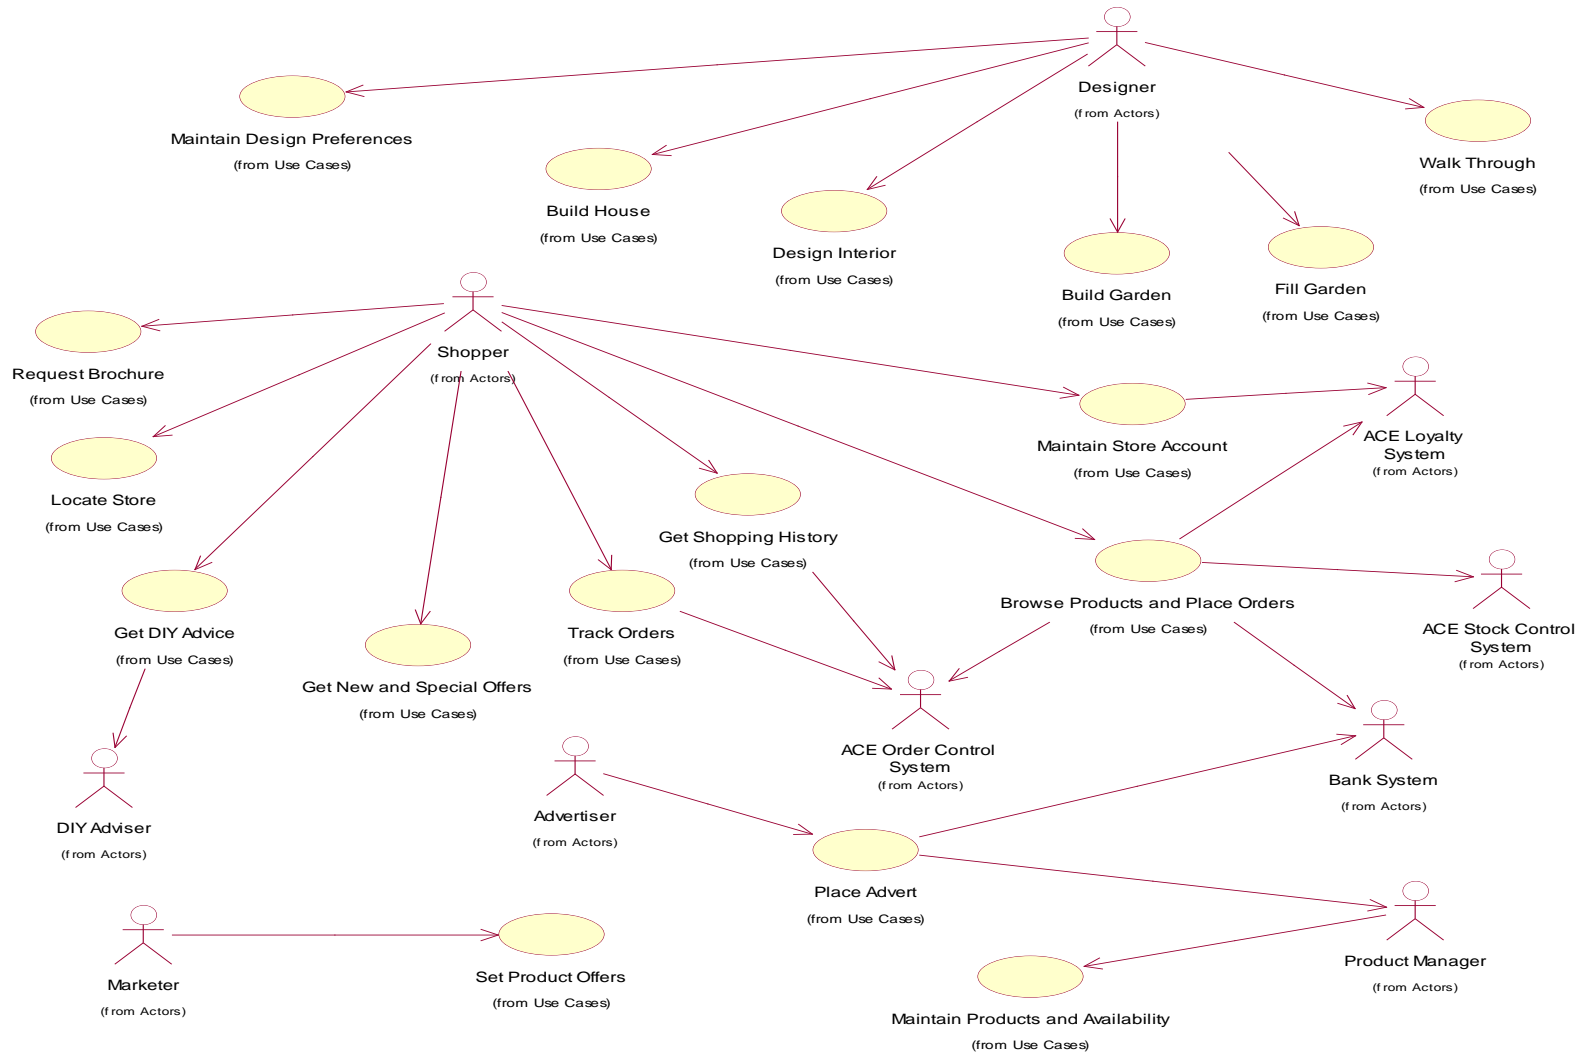 Designer
(from Actors)
Maintain Design Preferences
(from Use Cases)
Walk Through
(from Use Cases)
Build House
(from Use Cases)
Design Interior
(from Use Cases)
Build Garden
(from Use Cases)
Fill Garden
(from Use Cases)
Shopper
(from Actors)
Request Brochure
(from Use Cases)
Maintain Store Account
(from Use Cases)
ACE Loyalty
System
(from Actors)
Locate Store
(from Use Cases)
Get Shopping History
(from Use Cases)
Browse Products and Place Orders
(from Use Cases)
ACE Stock Control
System
(from Actors)
Get DIY Advice
(from Use Cases)
Track Orders
(from Use Cases)
Get New and Special Offers
(from Use Cases)
ACE Order Control
System
(from Actors)
Bank System
(from Actors)
DIY Adviser
(from Actors)
Advertiser
(from Actors)
Place Advert
(from Use Cases)
Marketer
(from Actors)
Set Product Offers
(from Use Cases)
Product Manager
(from Actors)
Maintain Products and Availability
(from Use Cases)